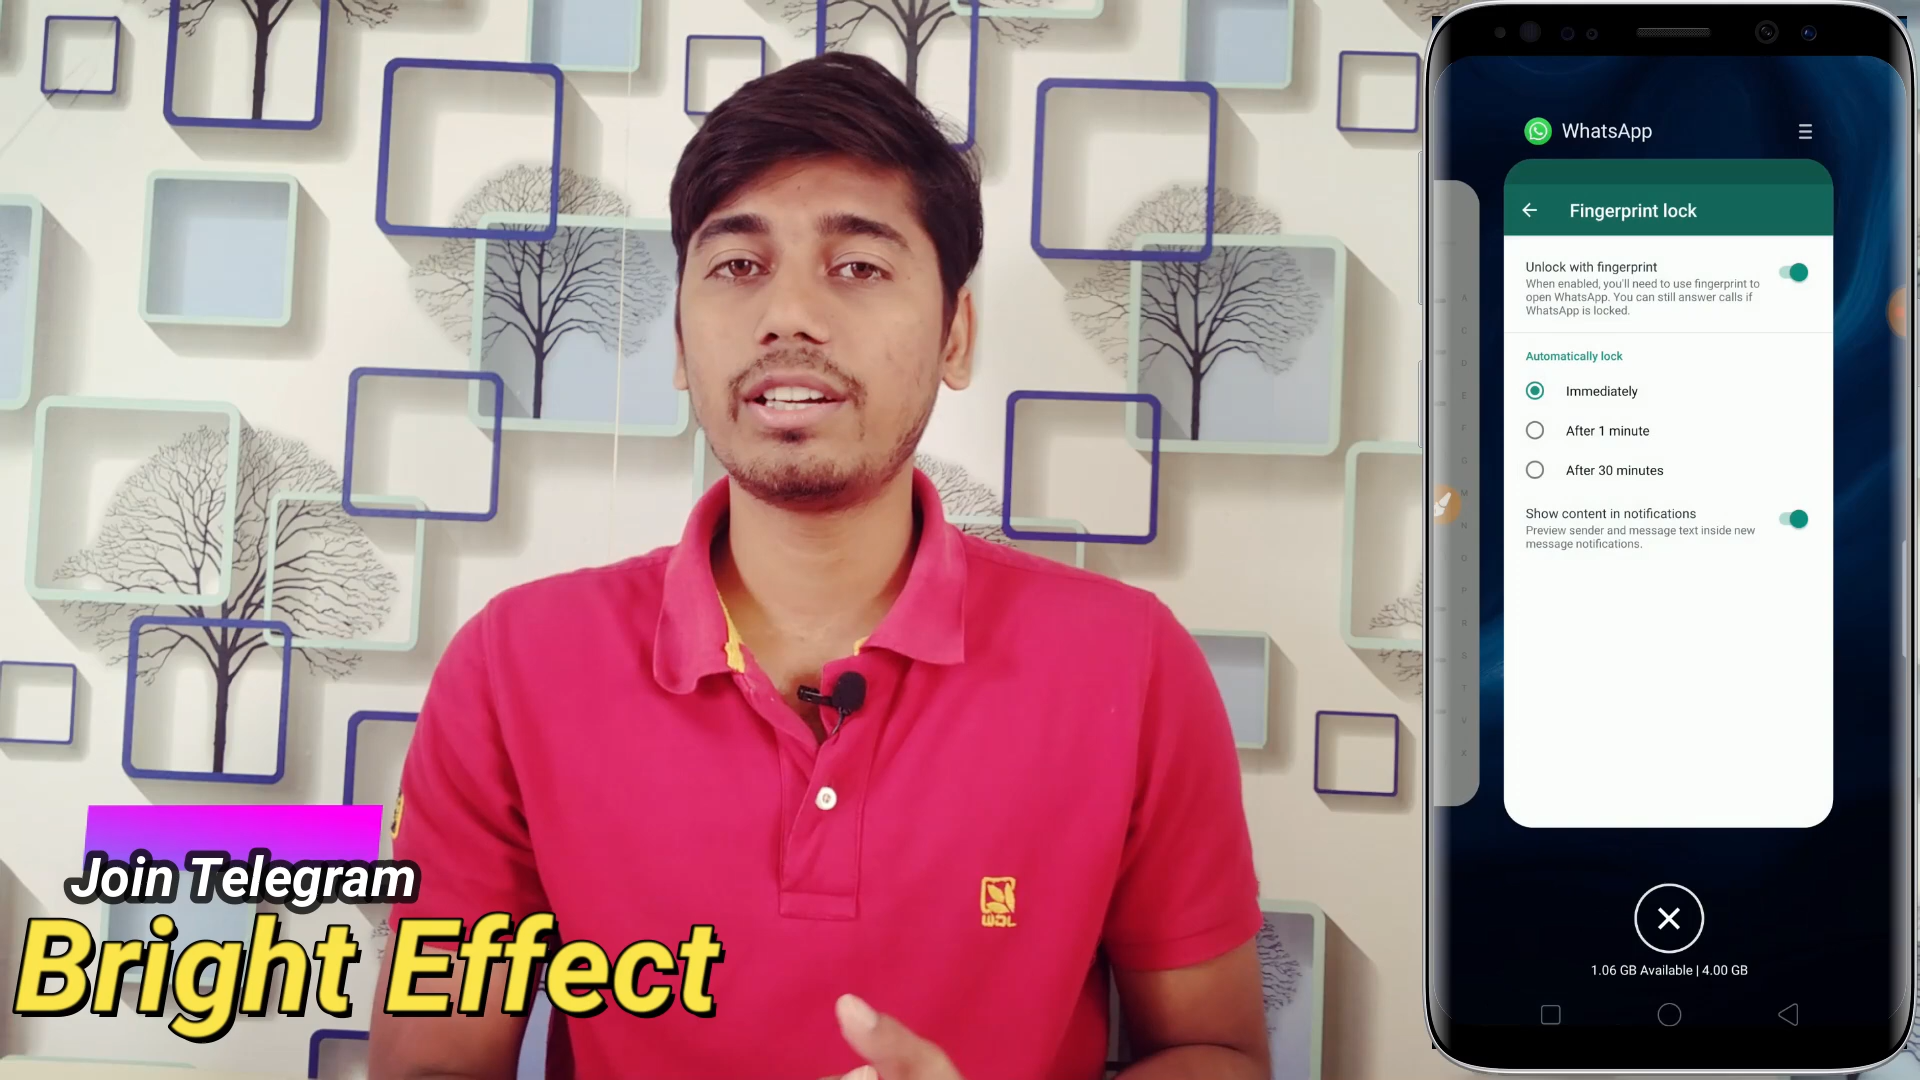 WhatsApp
Fingerprint lock
Unlock with fingerprint
When enabled, you'll need to use fingerprint to
open WhatsApp. You can still answer calls if
WhatsApp is locked.
Automatically lock
Immediately
After 1 minute
After 30 minutes
Show content in notifications
Preview sender and message text inside new
message notifications.
1.06 GB Available | 4.00 GB
Join Telegram
Bright Effect